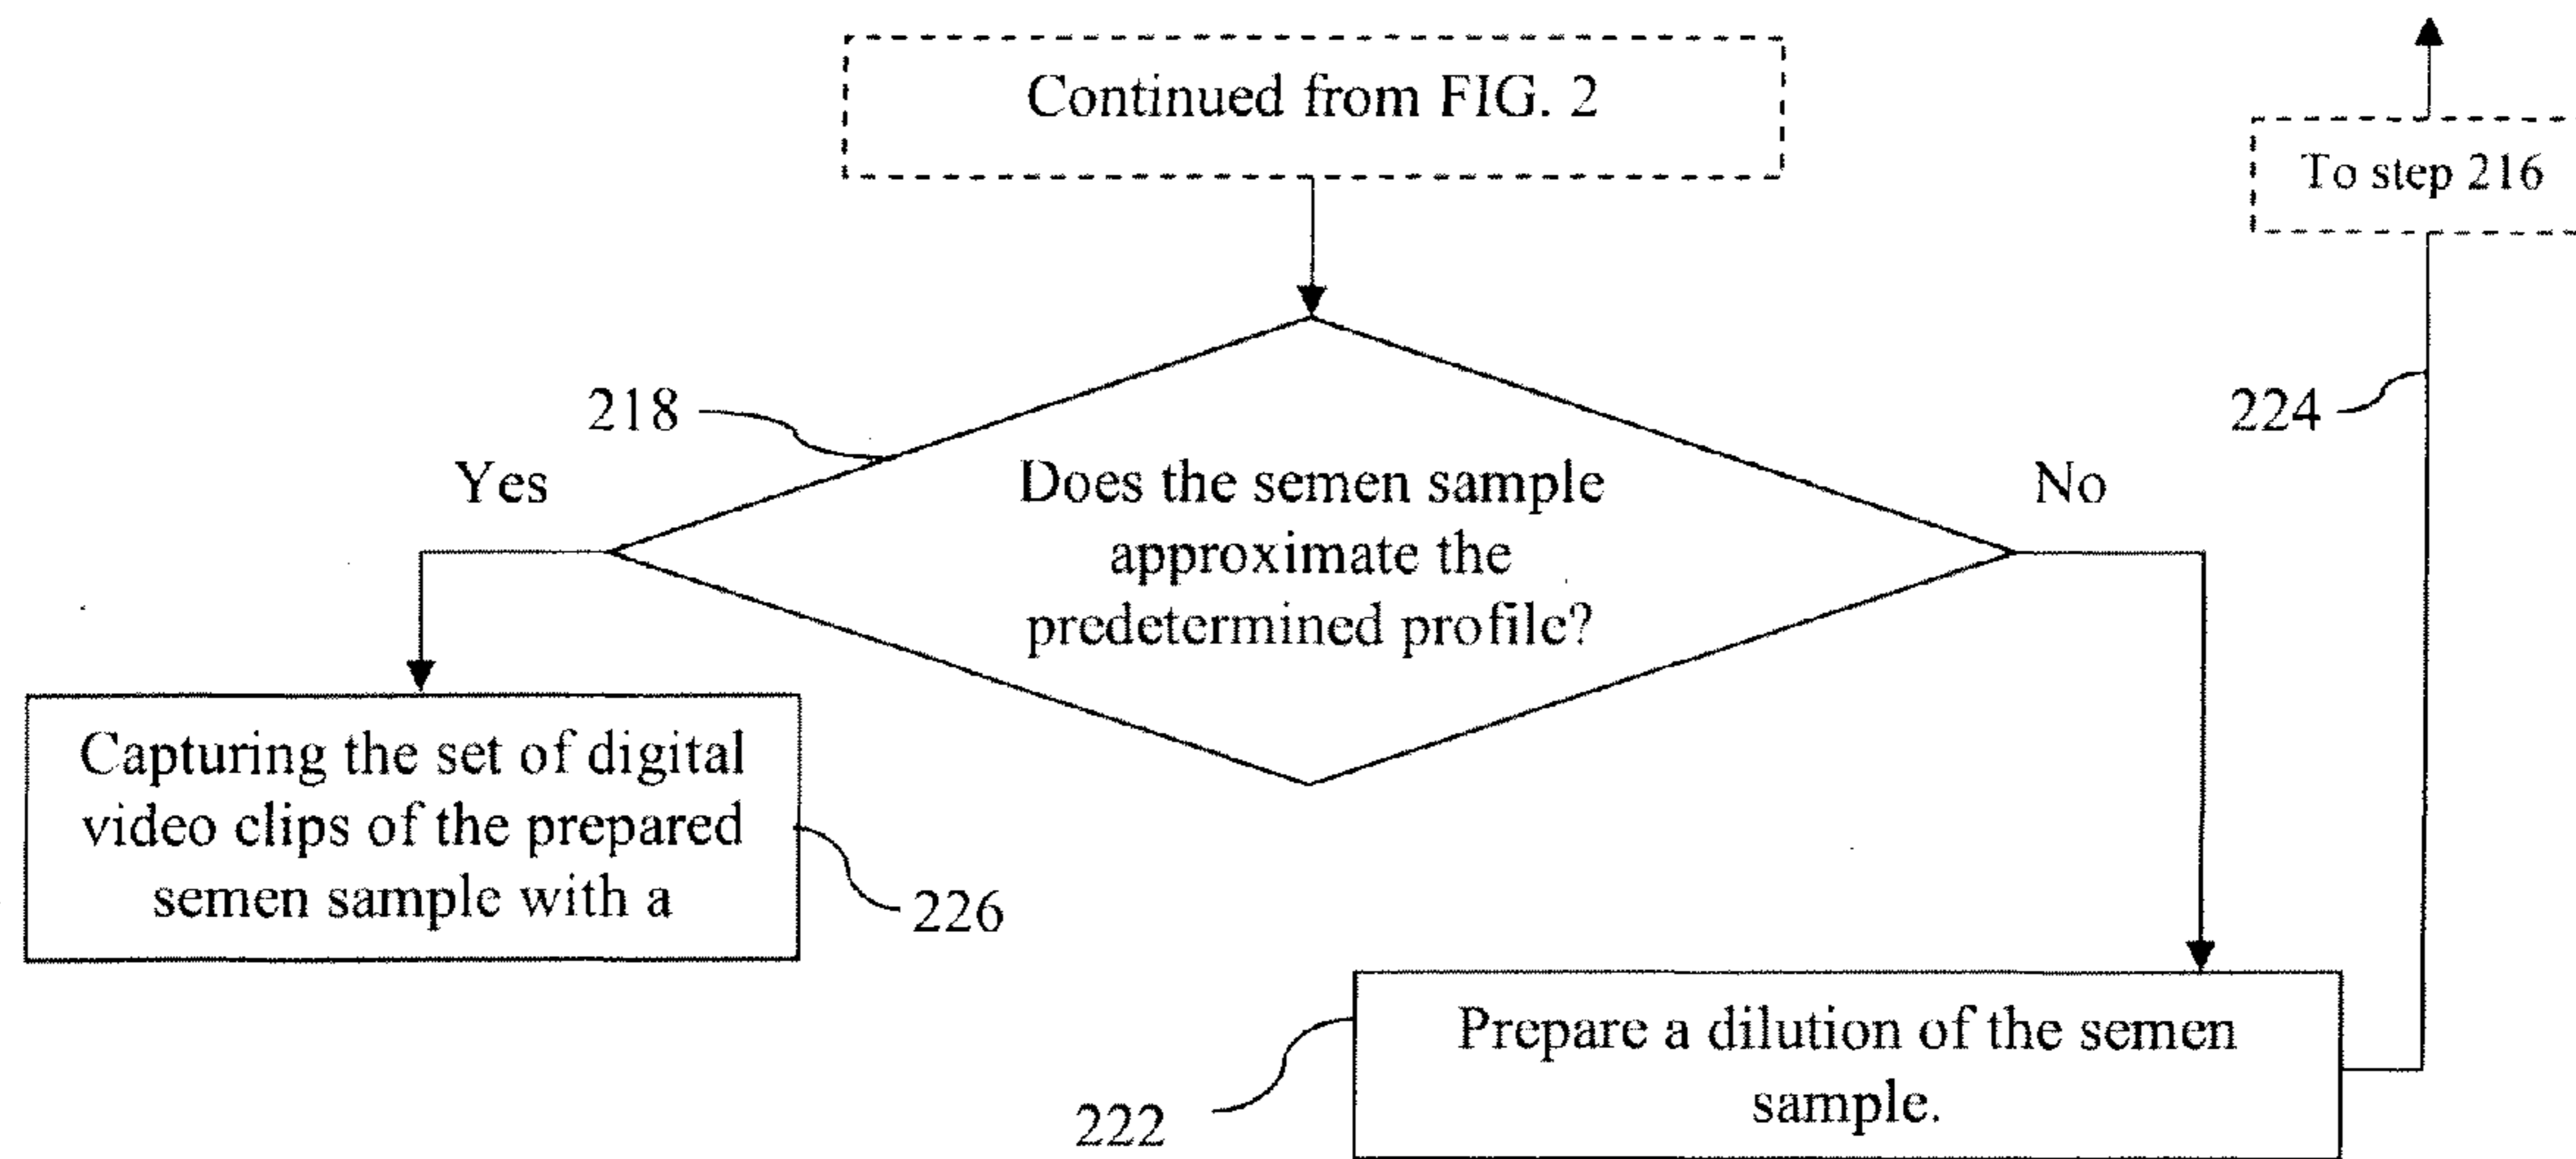 Continued from FIG. 2
To step 216
218
224
Yes
No
Does the semen sample
approximate the
predetermined profile?
Capturing the set of digital
video clips of the prepared
semen sample with a
226
Prepare a dilution of the semen
sample.
222